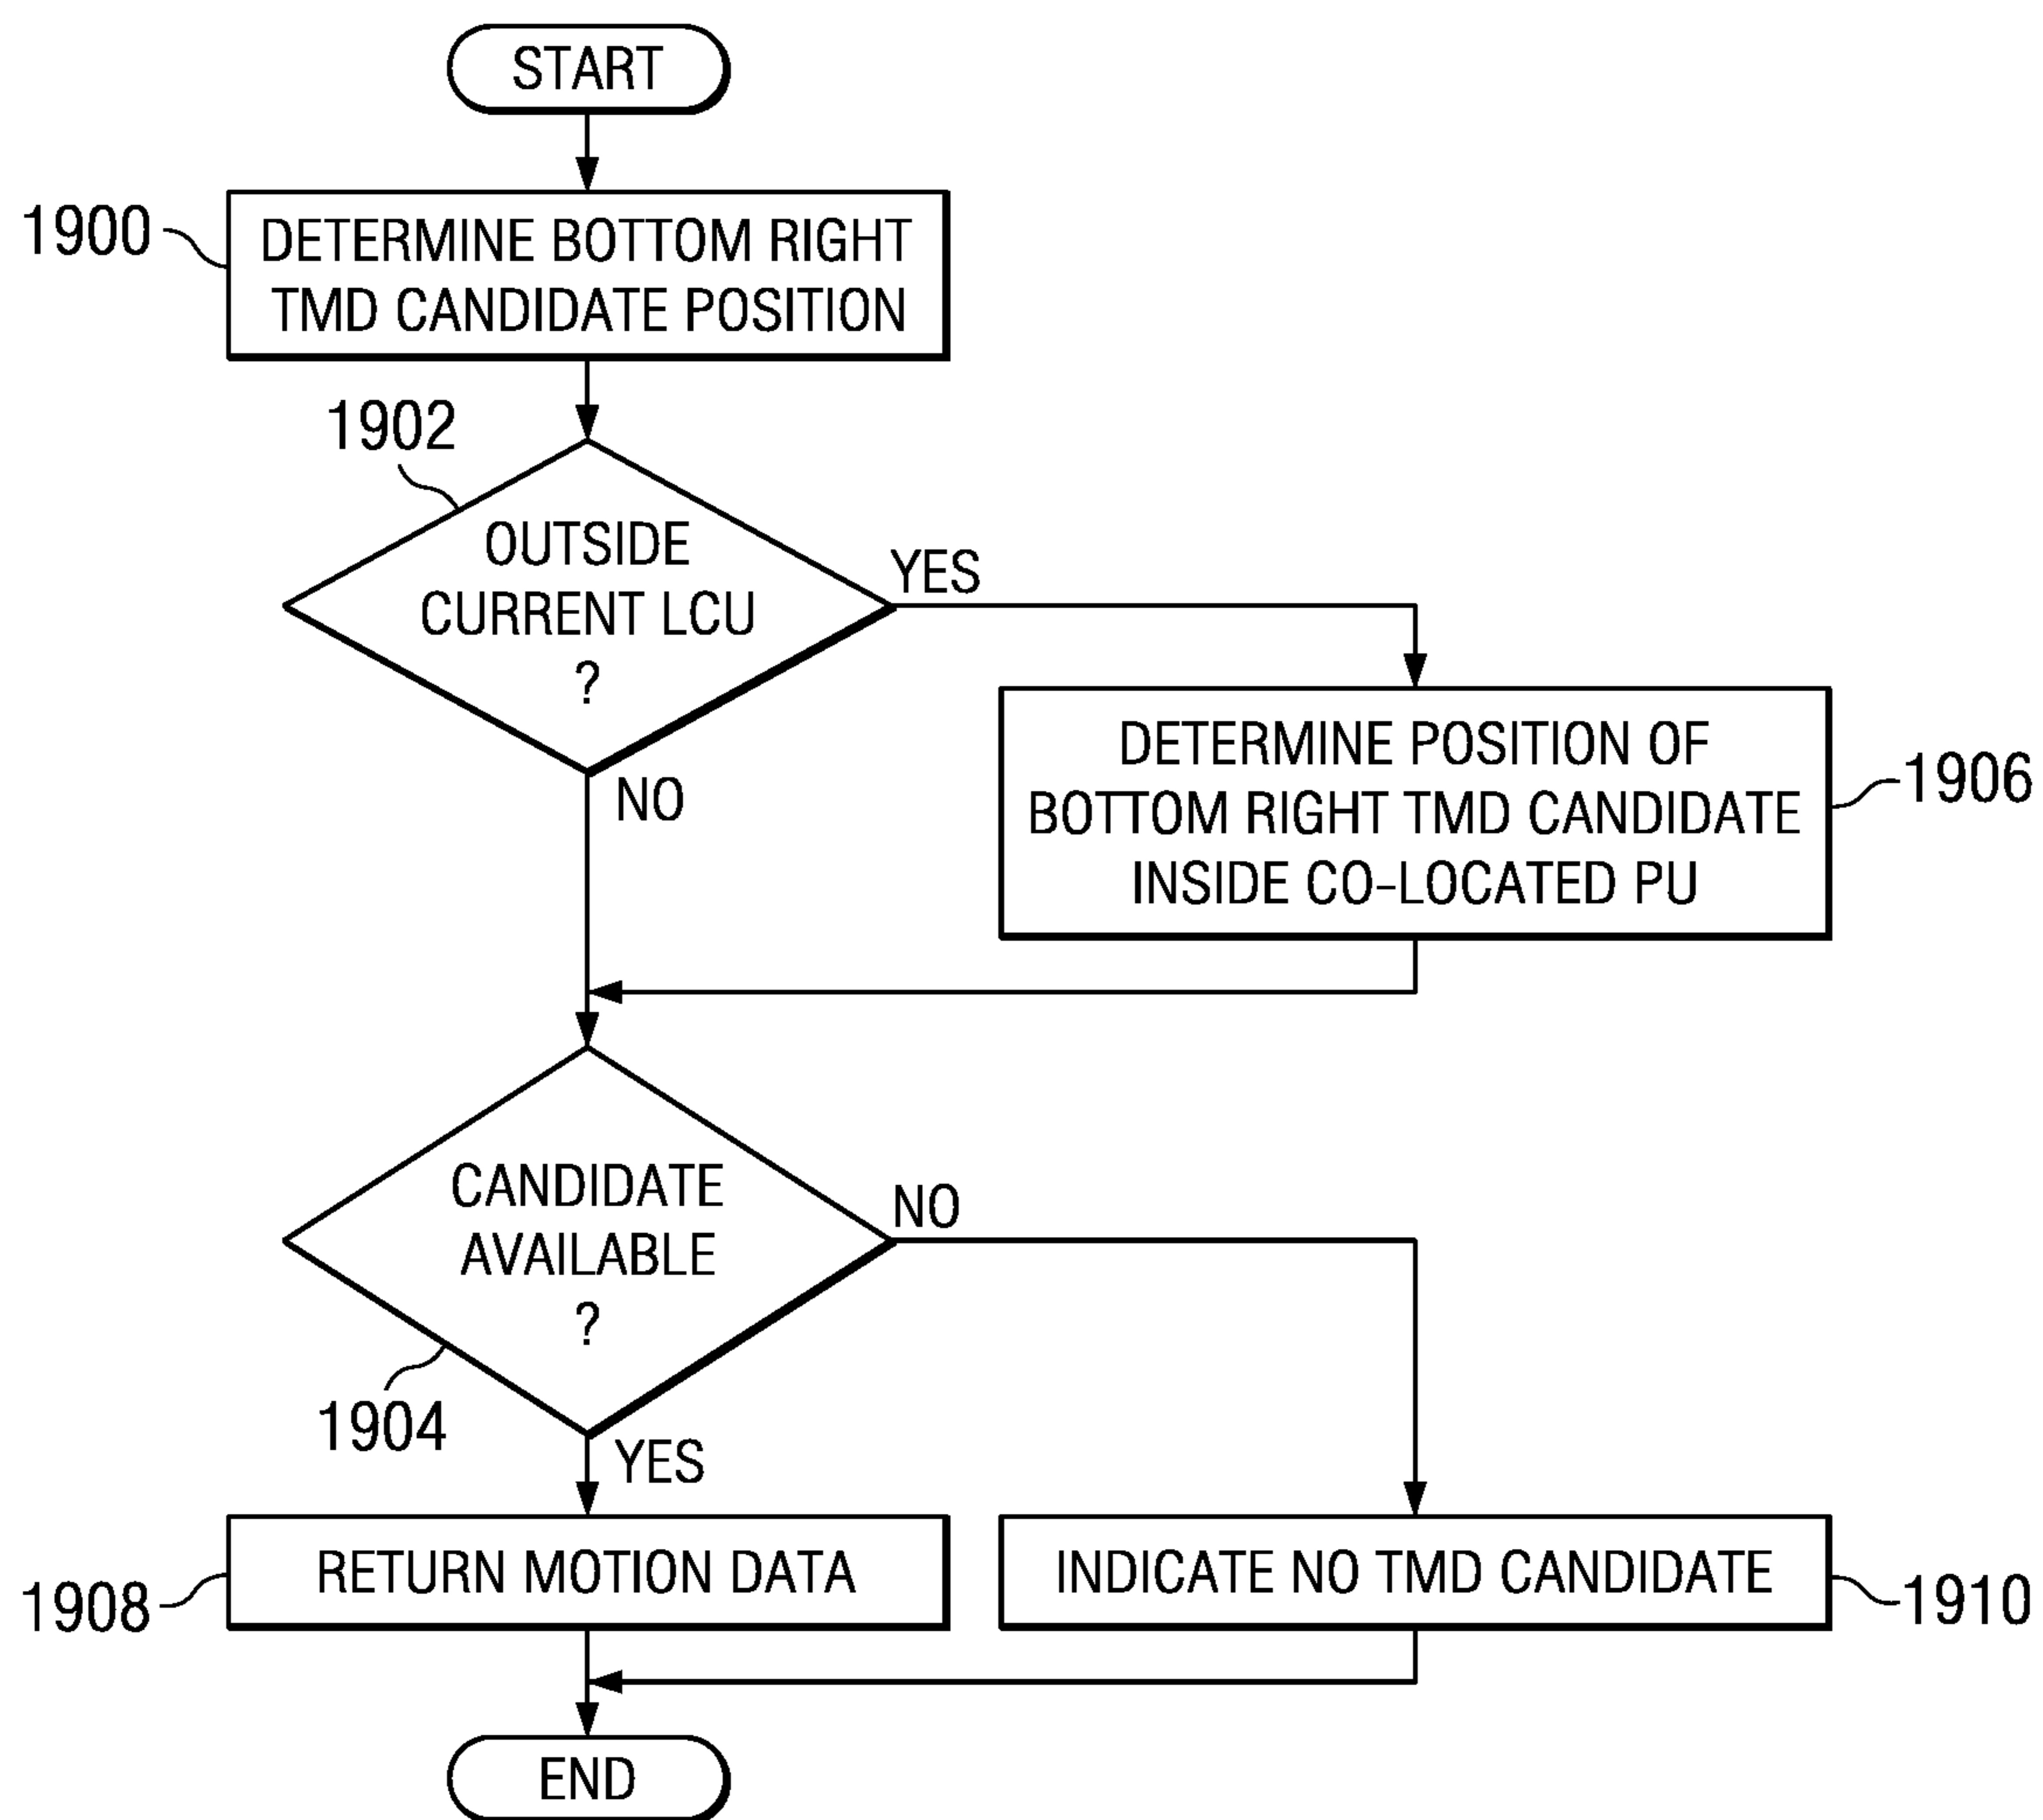 START
1900
DETERMINE BOTTOM RIGHT
TMD CANDIDATE POSITION
1902
OUTSIDE
CURRENT LCU
?
YES
NO
DETERMINE POSITION OF
BOTTOM RIGHT TMD CANDIDATE
INSIDE CO-LOCATED PU
1906
CANDIDATE
AVAILABLE
?
NO
1904
YES
RETURN MOTION DATA
1908
INDICATE NO TMD CANDIDATE
1910
END